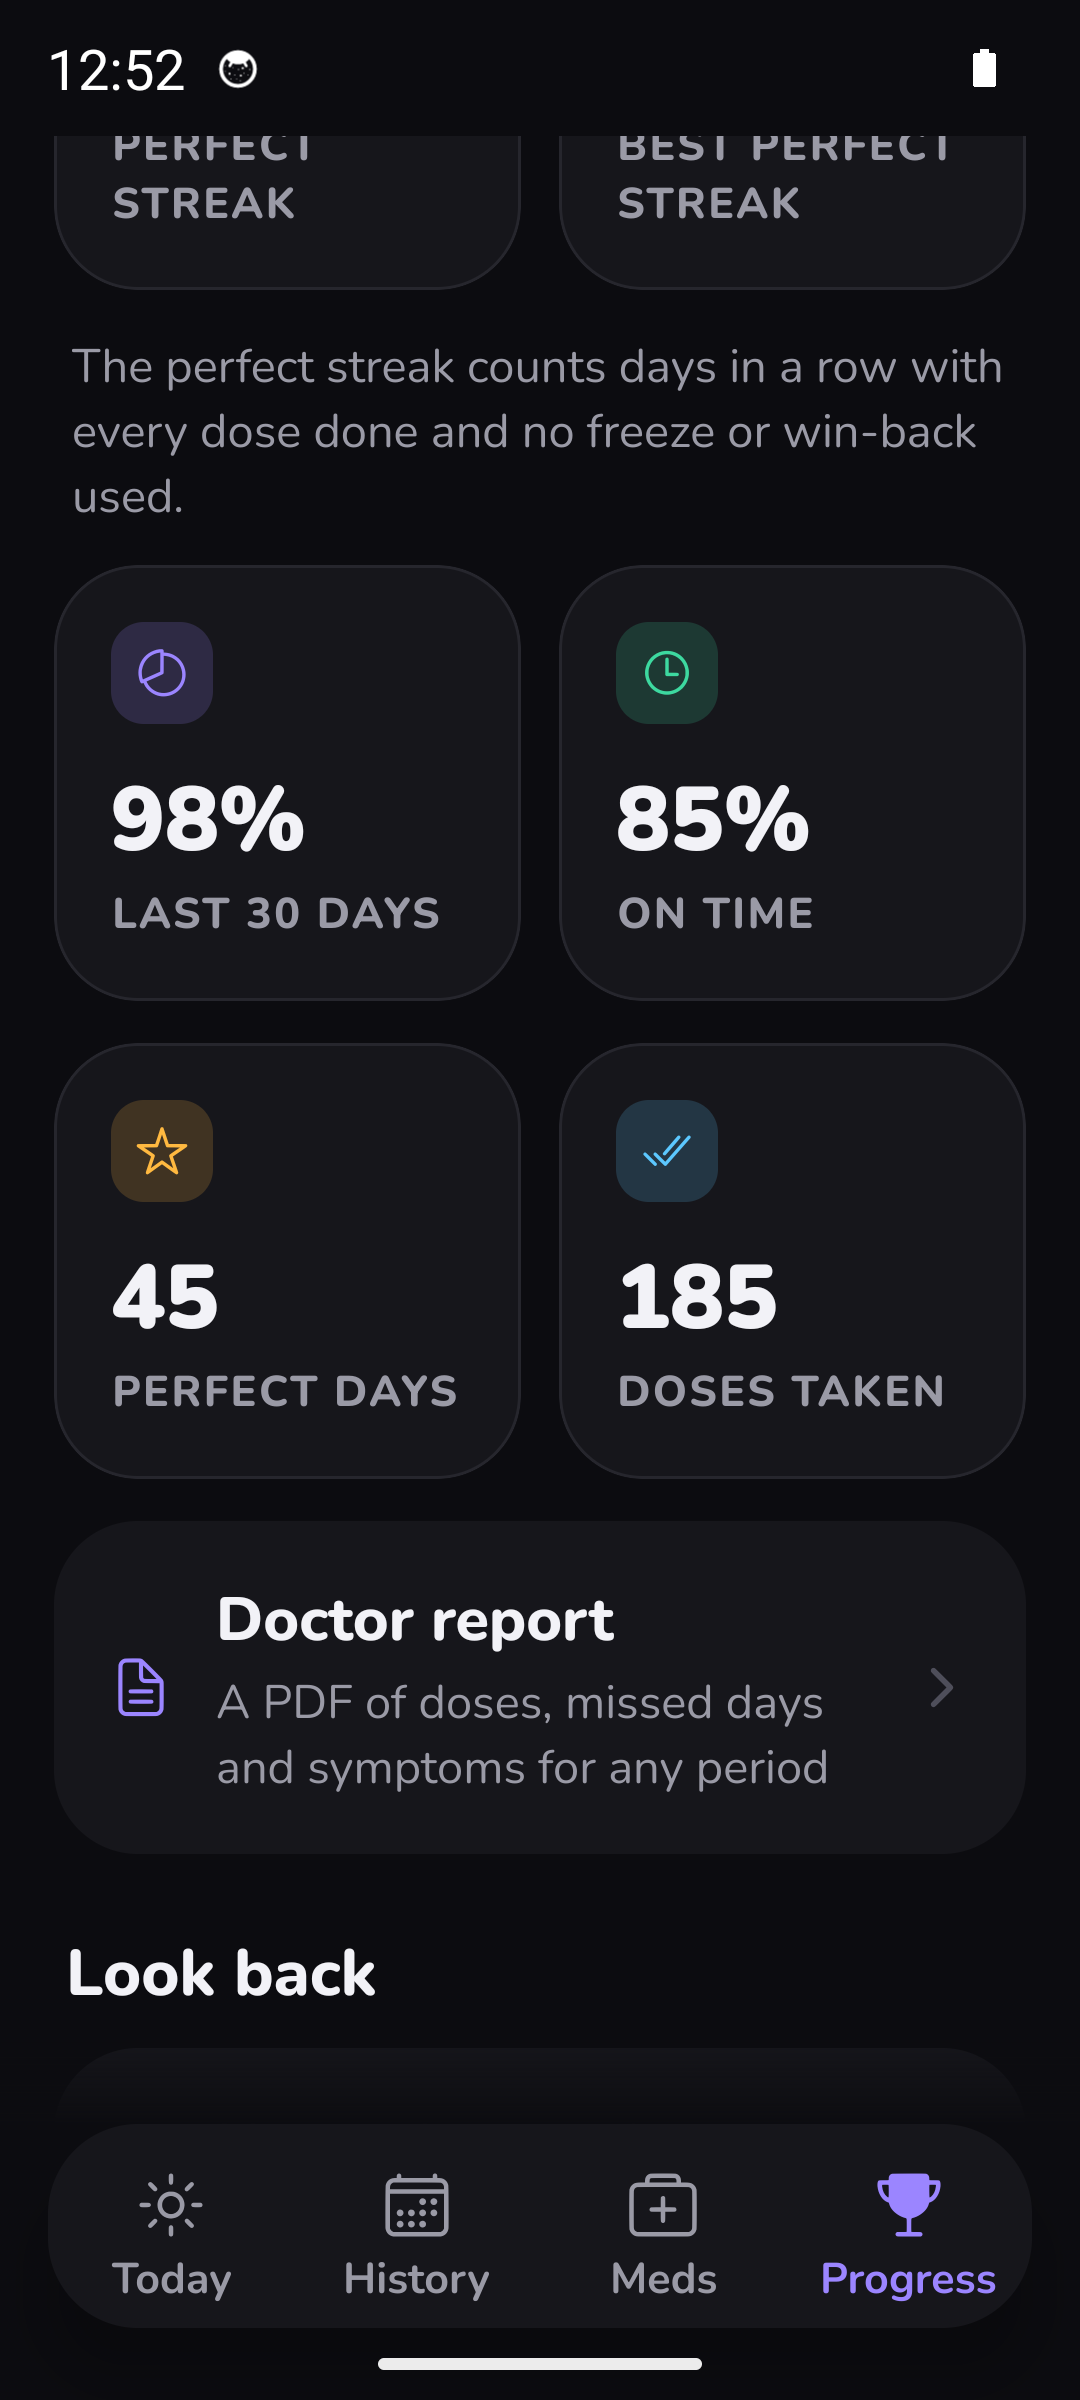 12:52
PERFECT
STREAK
BEST PERFECT
STREAK
The perfect streak counts days in a row with
every dose done and no freeze or win-back
used.
98%
LAST 30 DAYS
85%
ON TIME
45
PERFECT DAYS
185
DOSES TAKEN
Doctor report
A PDF of doses, missed days
and symptoms for any period
Look back
Today
History
Meds
Progress